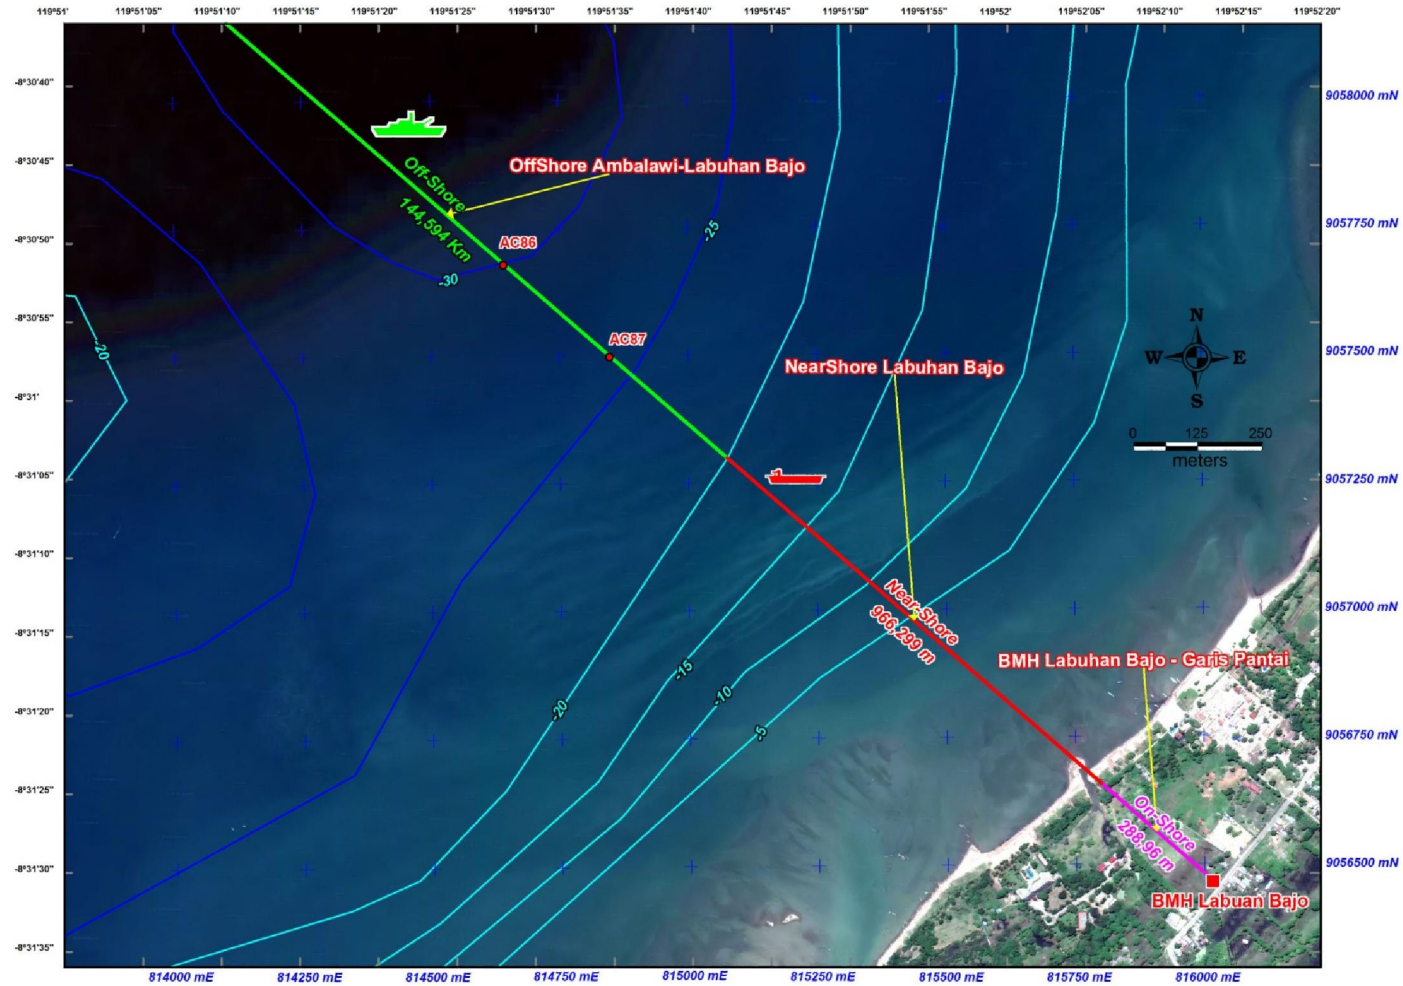 119°51' 119°51'05" 119°51'10" 119°51'15" 119°51'20" 119°51'25" 119°51'30" 119°51'35" 119°51'40" 119°51'45" 119°51'50" 119°51'55" 119°52' 119°52'05" 119°52'10" 119°52'15" 119°52'20"
-8°30'40"
9058000 mN
Off-Shore
144,594 Km
OffShore Ambalawi-Labuhan Bajo
-8°30'45"
9057750 mN
-25
-8°30'50"
AC86
-30
-8°30'55"
N
AC87
-20
9057500 mN
W E
NearShore Labuhan Bajo
-8°31'
S
0 125 250
meters
-8°31'05"
9057250 mN
-8°31'10"
Near-Shore
966,299 m
9057000 mN
-8°31'15"
BMH Labuhan Bajo - Garis Pantai
-15
-10
-20
-5
-8°31'20"
9056750 mN
-8°31'25"
On-Shore
288,96 m
-8°31'30"
9056500 mN
BMH Labuan Bajo
-8°31'35"
814000 mE 814250 mE 814500 mE 814750 mE 815000 mE 815250 mE 815500 mE 815750 mE 816000 mE